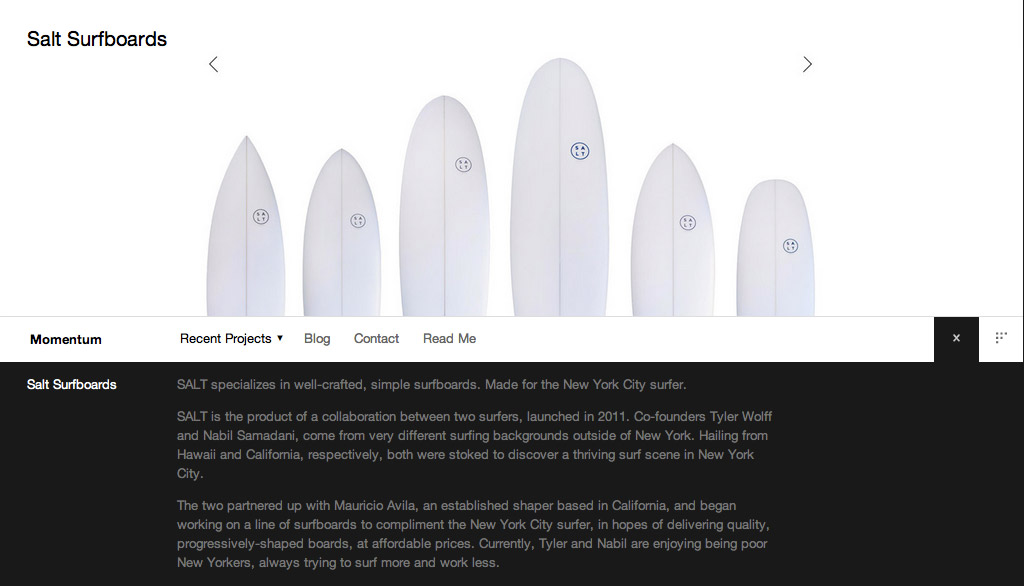 Salt Surfboards
S A
L T
S A
L T
S A
L T
S A
L T
S A
L T
S A
L T
Momentum
Recent Projects ▼
Blog
Contact
Read Me
x
Salt Surfboards
SALT specializes in well-crafted, simple surfboards. Made for the New York City surfer.
SALT is the product of a collaboration between two surfers, launched in 2011. Co-founders Tyler Wolff
and Nabil Samadani, come from very different surfing backgrounds outside of New York. Hailing from
Hawaii and California, respectively, both were stoked to discover a thriving surf scene in New York
City.
The two partnered up with Mauricio Avila, an established shaper based in California, and began
working on a line of surfboards to compliment the New York City surfer, in hopes of delivering quality,
progressively-shaped boards, at affordable prices. Currently, Tyler and Nabil are enjoying being poor
New Yorkers, always trying to surf more and work less.